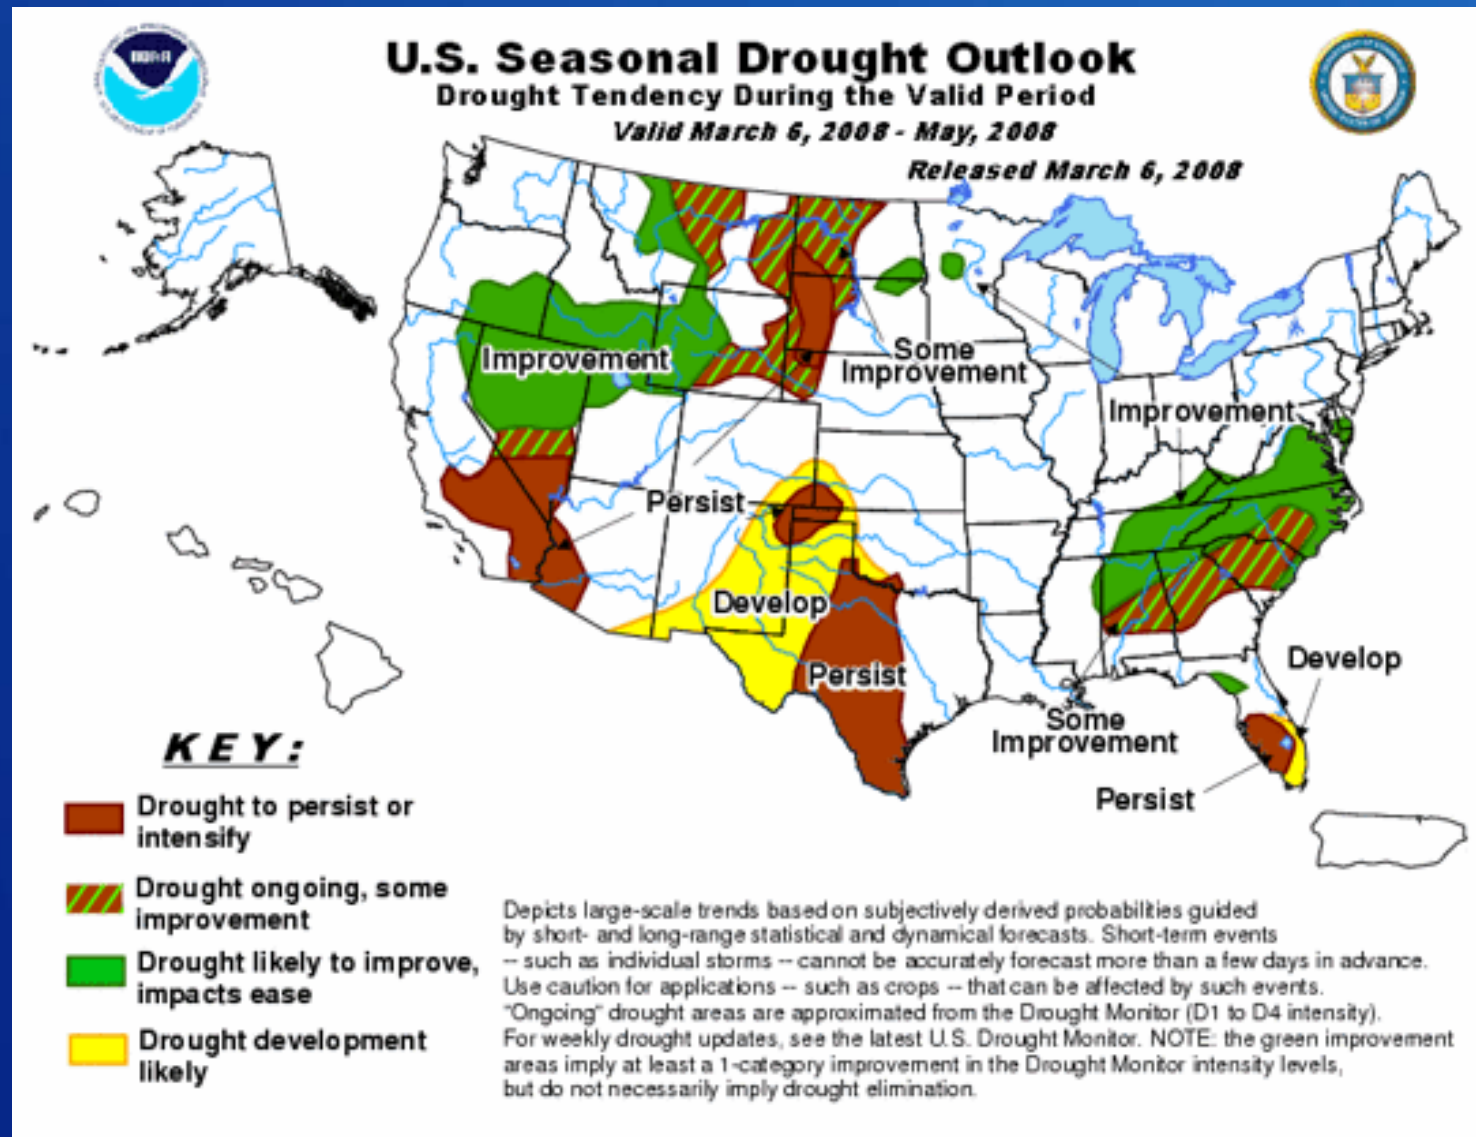 NOAA
U.S. Seasonal Drought Outlook
Drought Tendency During the Valid Period
Valid March 6, 2008 - May, 2008
Released March 6, 2008
Improvement
Some
Improvement
Improvement
Persist
Develop
Persist
Some
Improvement
Develop
Persist
KEY:
Drought to persist or
intensify
Drought ongoing, some
improvement
Drought likely to improve,
impacts ease
Drought development
likely
Depicts large-scale trends based on subjectively derived probabilities guided
by short- and long-range statistical and dynamical forecasts. Short-term events
-- such as individual storms -- cannot be accurately forecast more than a few days in advance.
Use caution for applications -- such as crops -- that can be affected by such events.
"Ongoing" drought areas are approximated from the Drought Monitor (D1 to D4 intensity).
For weekly drought updates, see the latest U.S. Drought Monitor. NOTE: the green improvement
areas imply at least a 1-category improvement in the Drought Monitor intensity levels,
but do not necessarily imply drought elimination.